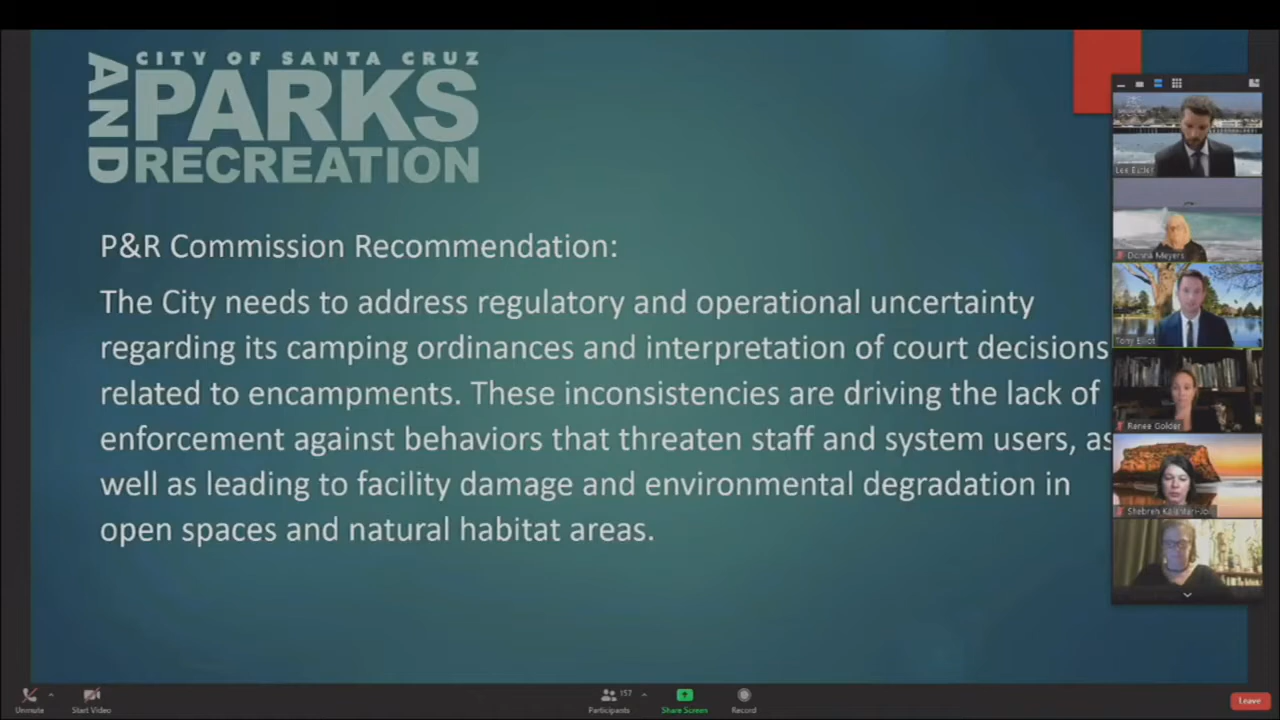 CITY OF SANTA CRUZ
PARKS
AND
RECREATION
P&R Commission Recommendation:
The City needs to address regulatory and operational uncertainty
regarding its camping ordinances and interpretation of court decisions
related to encampments. These inconsistencies are driving the lack of
enforcement against behaviors that threaten staff and system users, as
well as leading to facility damage and environmental degradation in
open spaces and natural habitat areas.
Donna Meyers
Tony Elliot
Renee Golder
Unmute
Start Video
157
Participants
Share Screen
Record
Leave